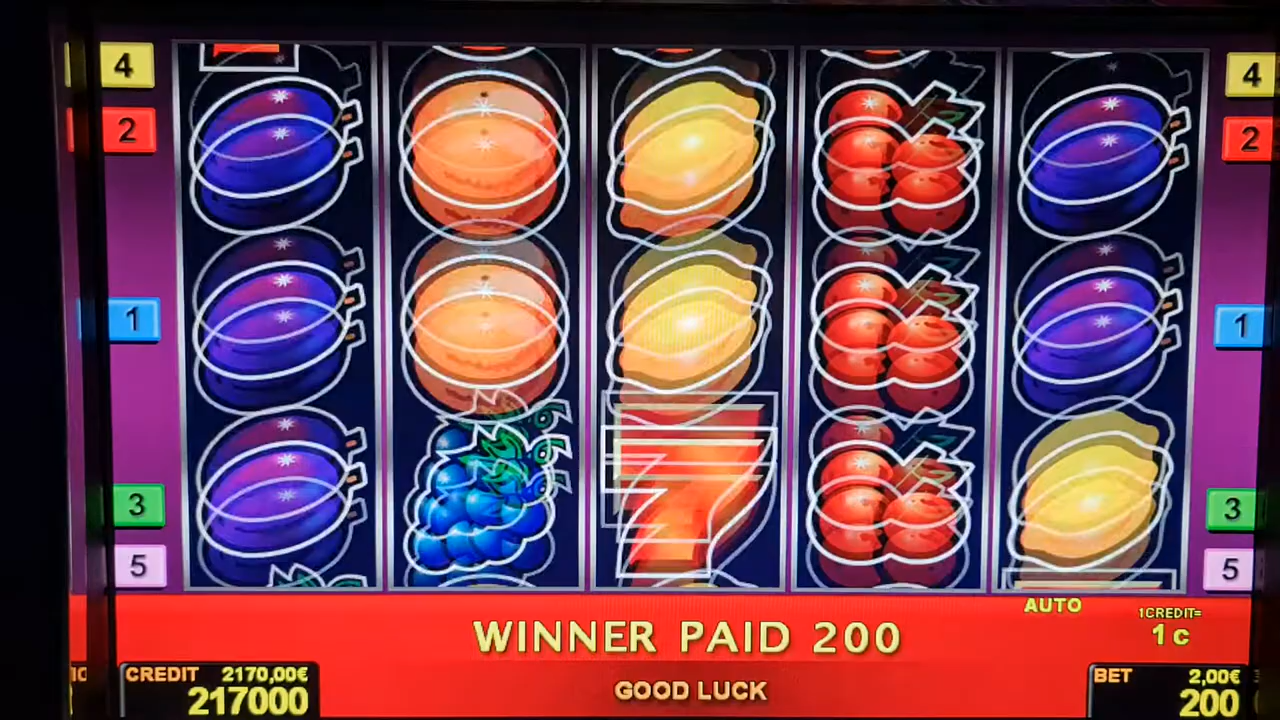 4
4
2
2
1
1
3
3
5
5
AUTO
1CREDIT=
1 c
WINNER PAID 200
CREDIT 2170,00€
217000
GOOD LUCK
BET 2,00€
200